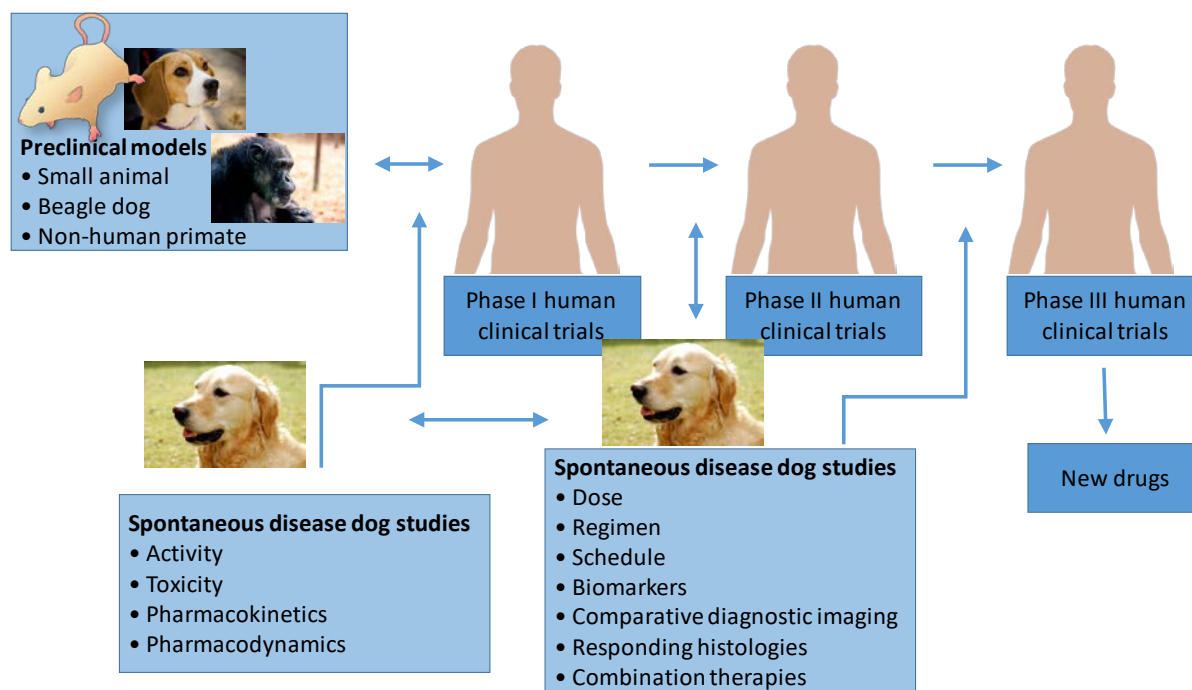 Preclinical models
• Small animal
• Beagle dog
• Non-human primate
Phase I human
clinical trials
Phase II human
clinical trials
Phase III human
clinical trials
New drugs
Spontaneous disease dog studies
• Activity
• Toxicity
• Pharmacokinetics
• Pharmacodynamics
Spontaneous disease dog studies
• Dose
• Regimen
• Schedule
• Biomarkers
• Comparative diagnostic imaging
• Responding histologies
• Combination therapies